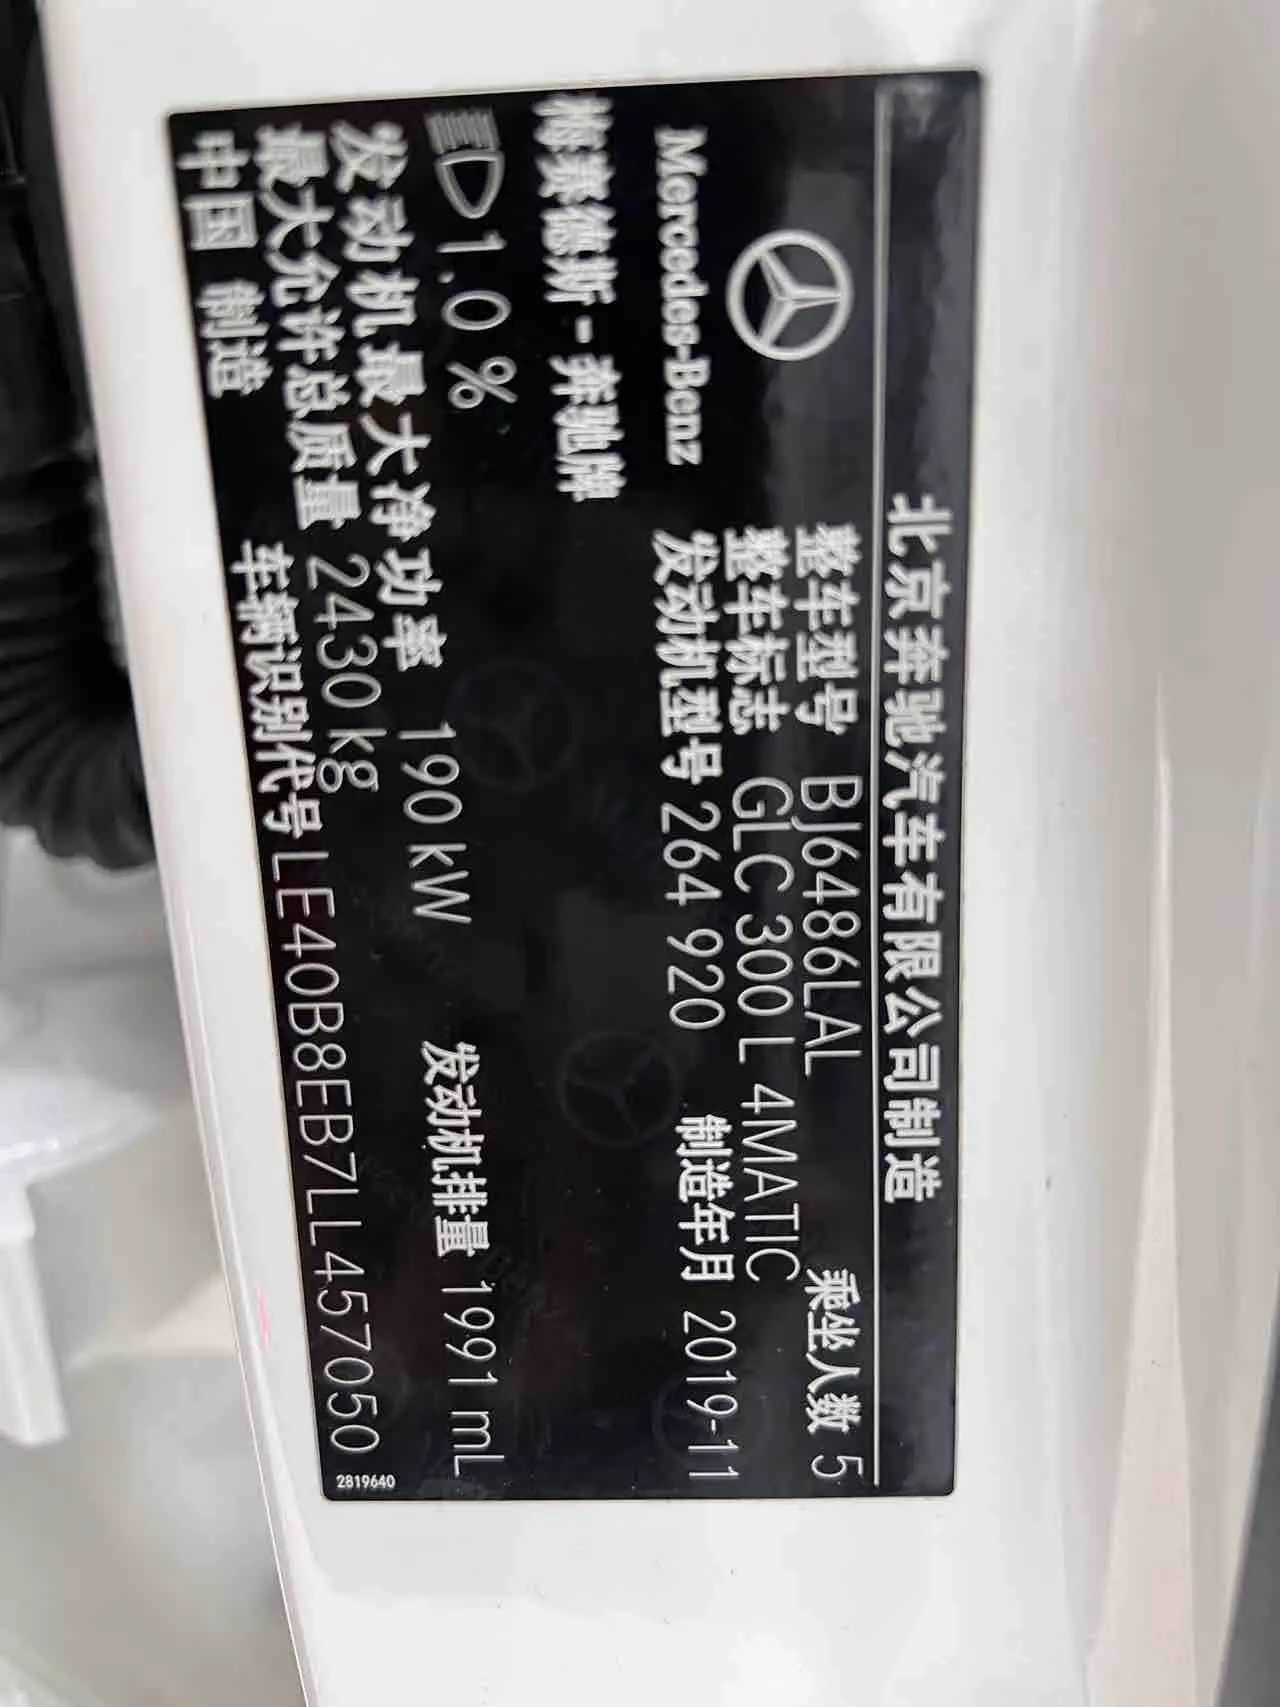 北京奔驰汽车有限公司制造
Mercedes-Benz
梅赛德斯-奔驰牌
整车型号 BJ6486LAL 乘坐人数 5
整车标志 GLC 300 L 4MATIC
发动机型号 264 920 制造年月 2019-11
1.0%
发动机最大净功率 190 kW 发动机排量 1991 mL
最大允许总质量 2430 kg
中国 制造 车辆识别代号 LE40B8EB7LL457050
2819640